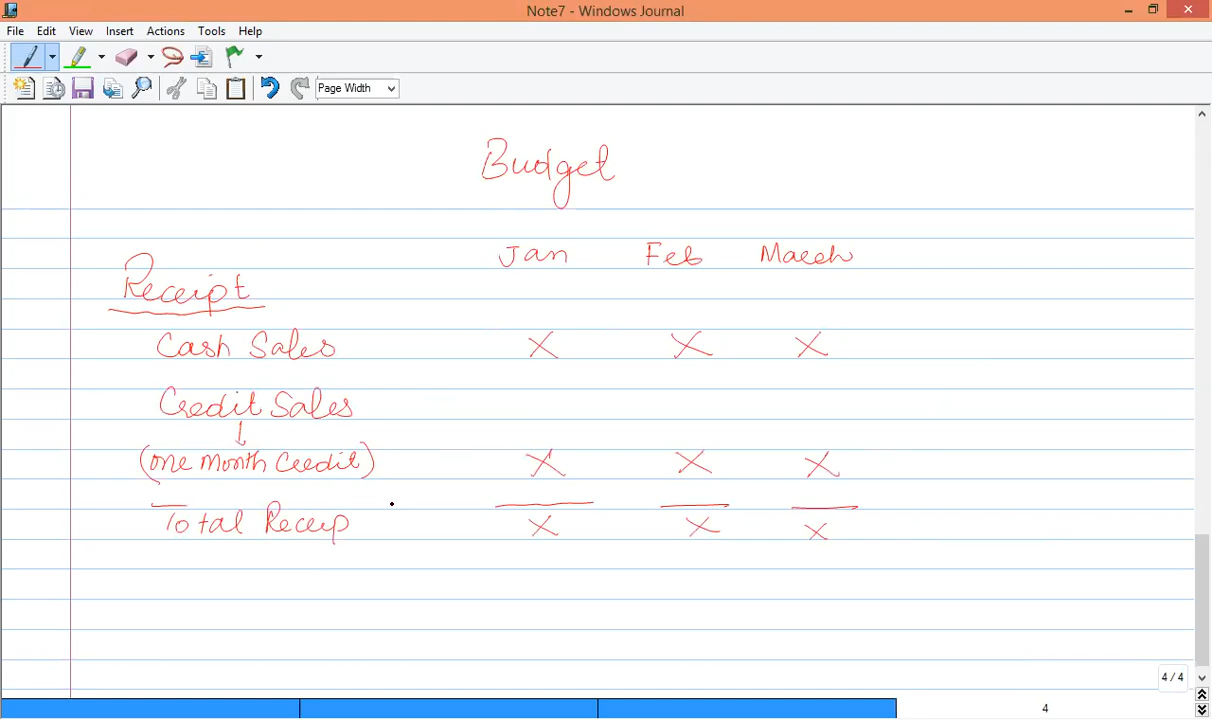 Note7 - Windows Journal
File Edit View Insert Actions Tools Help
Page Width
Budget
Jan Feb March
Receipt
Cash Sales X X X
Credit Sales
(one Month Credit) X X X
Total Receip X X X
4 / 4
4